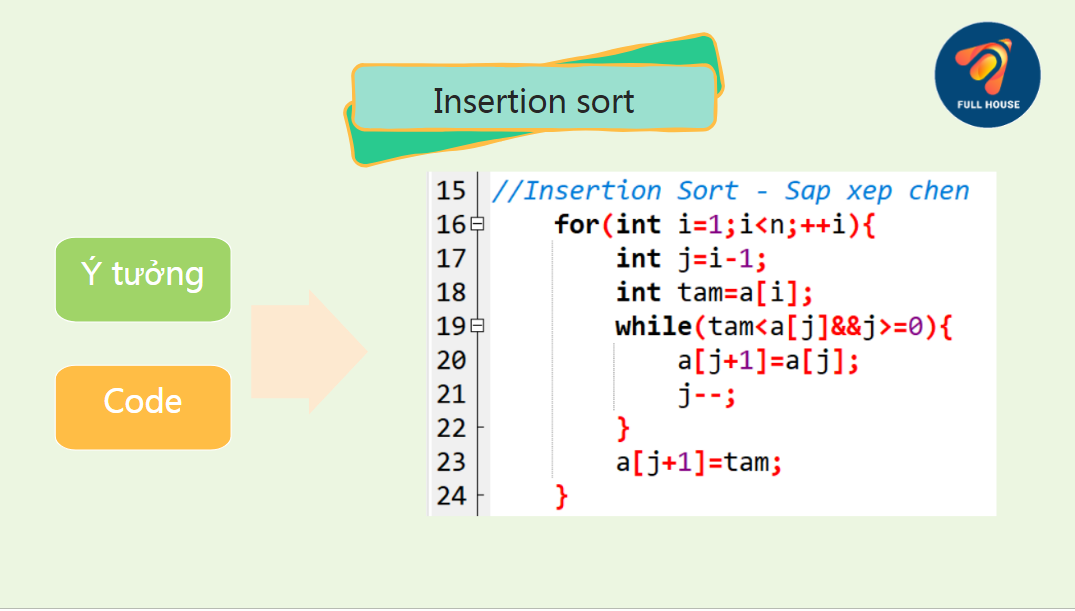 Insertion sort
FULL HOUSE
Ý tưởng
Code
15 //Insertion Sort - Sap xep chen
16 for(int i=1;i<n;++i){
17 int j=i-1;
18 int tam=a[i];
19 while(tam<a[j]&&j>=0){
20 a[j+1]=a[j];
21 j--;
22 }
23 a[j+1]=tam;
24 }